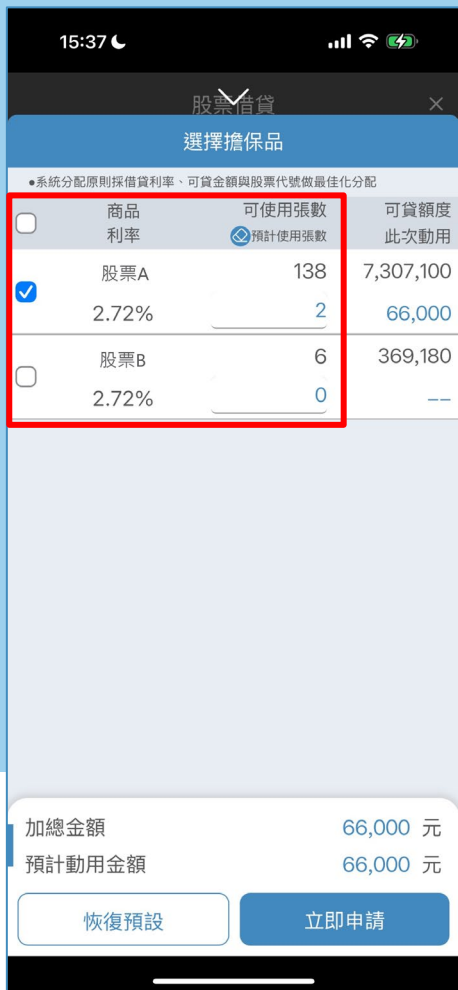 15:37
股票借貸
選擇擔保品
●系統分配原則採借貸利率、可貸金額與股票代號做最佳化分配
商品 可使用張數 可貸額度
利率 預計使用張數 此次動用
股票A 138 7,307,100
2.72% 2 66,000
股票B 6 369,180
2.72% 0 --
加總金額 66,000 元
預計動用金額 66,000 元
恢復預設 立即申請